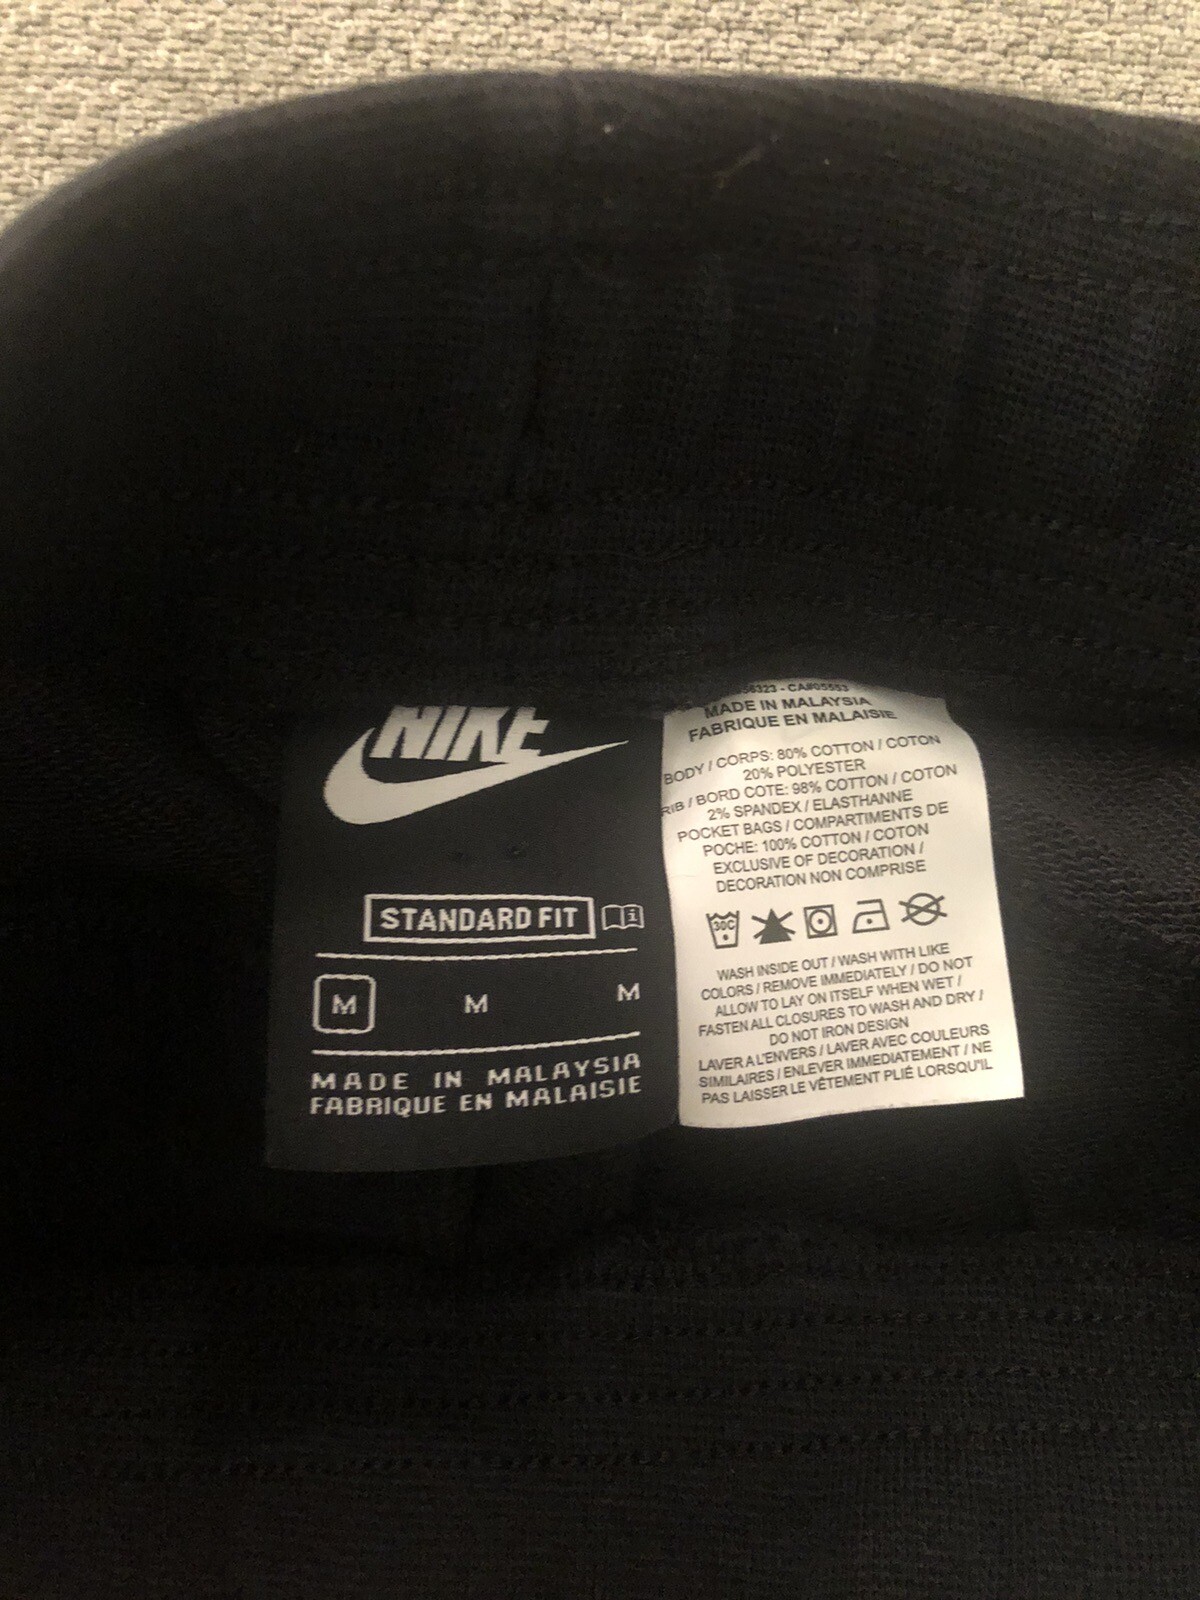 NIKE
STANDARD FIT
M M M
MADE IN MALAYSIA
FABRIQUE EN MALAISIE
56323 - CA#05553
MADE IN MALAYSIA
FABRIQUE EN MALAISIE
BODY / CORPS: 80% COTTON / COTON
20% POLYESTER
RIB / BORD COTE: 98% COTTON / COTON
2% SPANDEX / ELASTHANNE
POCKET BAGS / COMPARTIMENTS DE
POCHE: 100% COTTON / COTON
EXCLUSIVE OF DECORATION /
DECORATION NON COMPRISE
30C
WASH INSIDE OUT / WASH WITH LIKE
COLORS / REMOVE IMMEDIATELY / DO NOT
ALLOW TO LAY ON ITSELF WHEN WET /
FASTEN ALL CLOSURES TO WASH AND DRY /
DO NOT IRON DESIGN
LAVER A L'ENVERS / LAVER AVEC COULEURS
SIMILAIRES / ENLEVER IMMEDIATEMENT / NE
PAS LAISSER LE VÊTEMENT PLIÉ LORSQU'IL